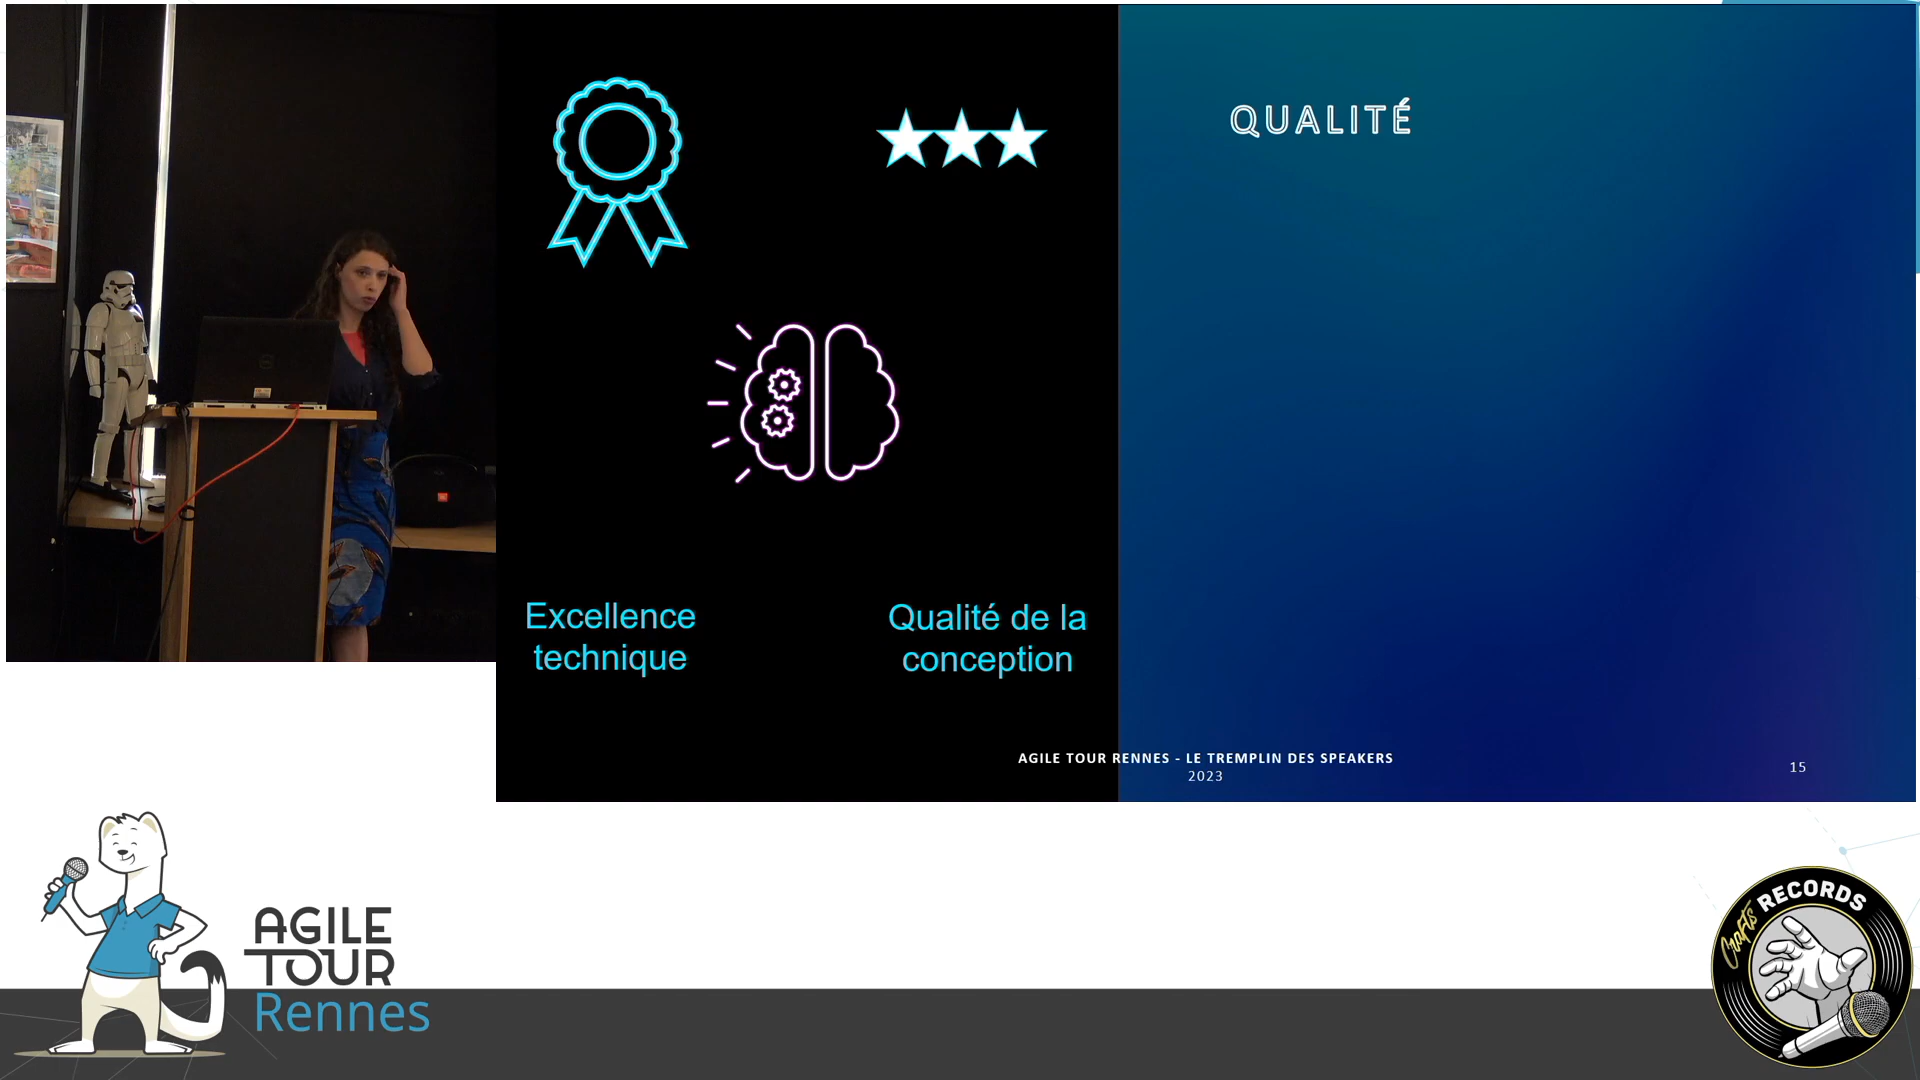 QUALITÉ
Excellence
technique
Qualité de la
conception
AGILE TOUR RENNES - LE TREMPLIN DES SPEAKERS
2023
15
AGILE
TOUR
Rennes
Crafts RECORDS